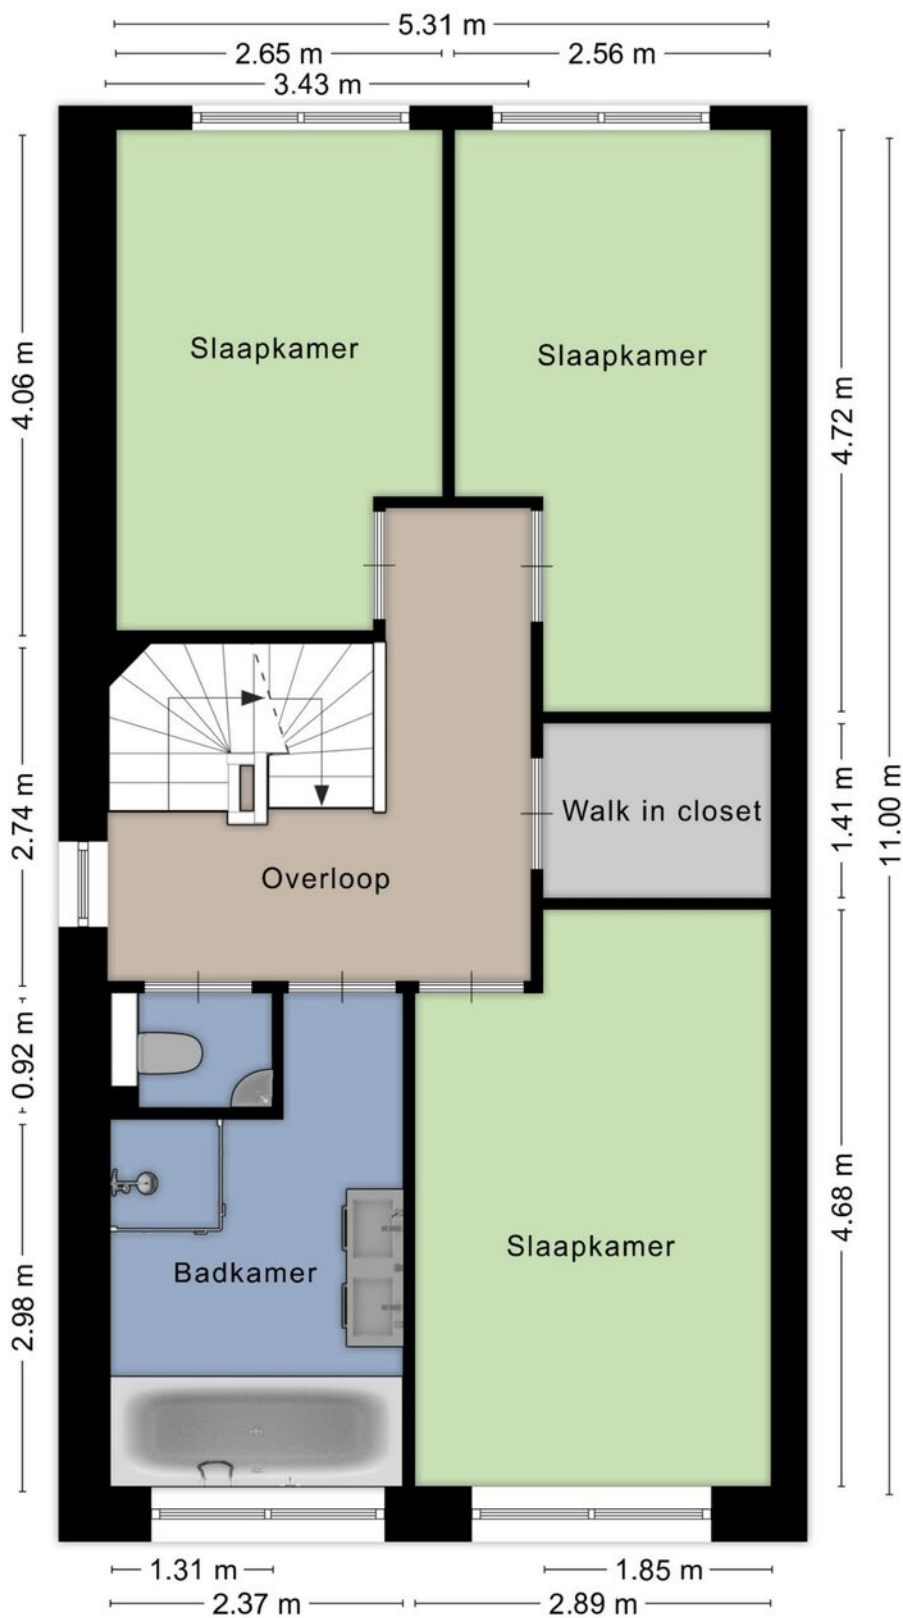 5.31 m
2.65 m
2.56 m
3.43 m
Slaapkamer
Slaapkamer
4.06 m
4.72 m
2.74 m
Walk in closet
1.41 m
11.00 m
Overloop
0.92 m
Slaapkamer
4.68 m
Badkamer
2.98 m
1.31 m
1.85 m
2.37 m
2.89 m